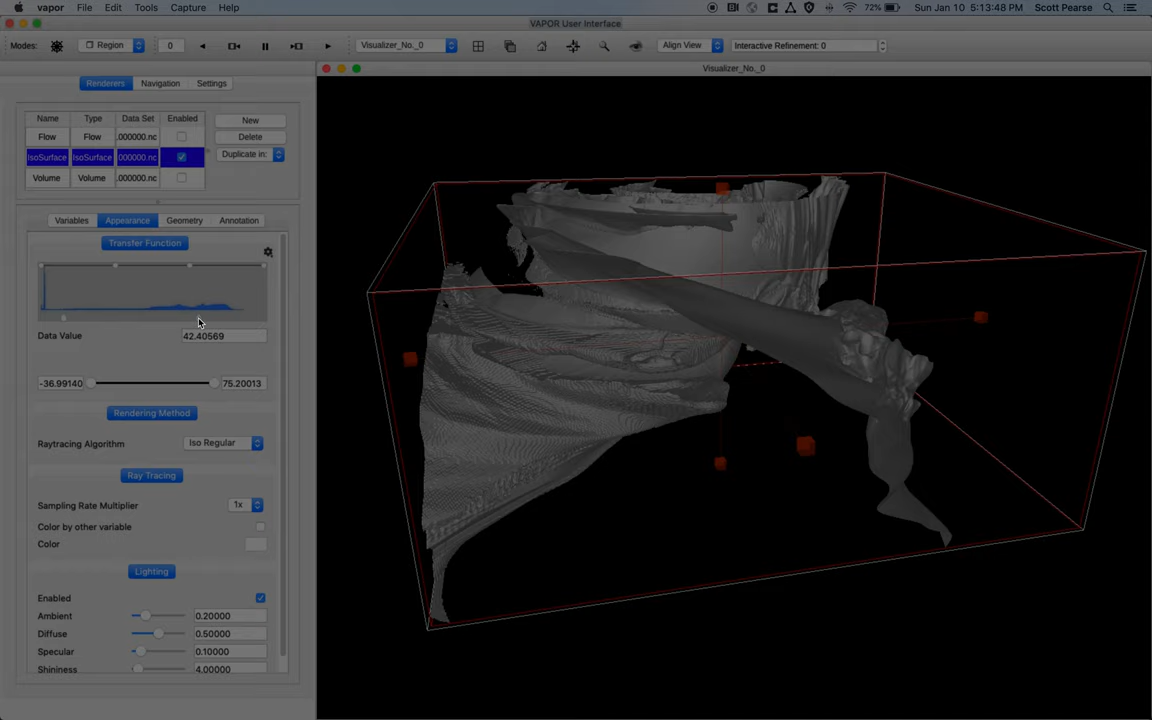 vapor File Edit Tools Capture Help 72% Sun Jan 10 5:13:48 PM Scott Pearse
VAPOR User Interface
Modes: Region 0 Visualizer_No._0 Align View Interactive Refinement: 0
Visualizer_No._0
Renderers Navigation Settings
Name Type Data Set Enabled
New
Flow Flow .000000.nc
Delete
IsoSurface IsoSurface 000000.nc
Duplicate in:
Volume Volume .000000.nc
Variables Appearance Geometry Annotation
Transfer Function
Data Value 42.40569
-36.99140 75.20013
Rendering Method
Raytracing Algorithm Iso Regular
Ray Tracing
Sampling Rate Multiplier 1x
Color by other variable
Color
Lighting
Enabled
Ambient 0.20000
Diffuse 0.50000
Specular 0.10000
Shininess 4.00000